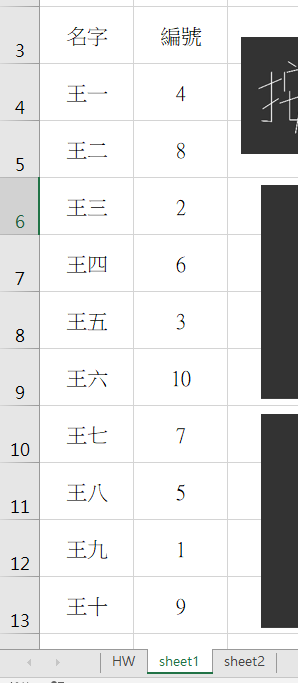 3 名字 編號
4 王一 4
5 王二 8
6 王三 2
7 王四 6
8 王五 3
9 王六 10
10 王七 7
11 王八 5
12 王九 1
13 王十 9
HW sheet1 sheet2